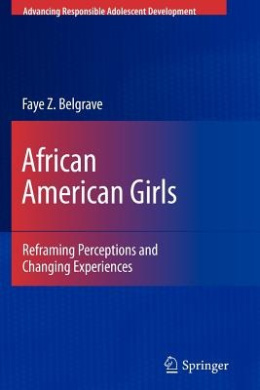 Advancing Responsible Adolescent Development
Faye Z. Belgrave
African
American Girls
Reframing Perceptions and
Changing Experiences
Springer